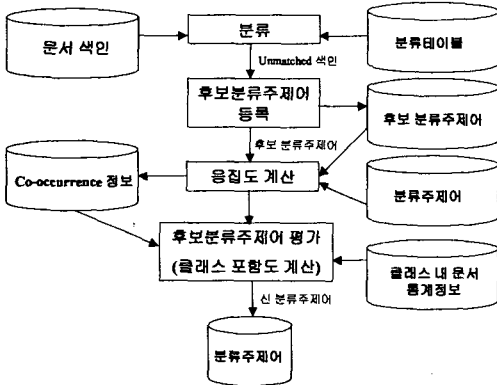 분류
문서 색인
분류테이블
Unmatched 색인
후보분류주제어
등록
후보 분류주제어
후보 분류주제어
Co-occurrence 정보
응집도 계산
분류주제어
후보분류주제어 평가
(클래스 포함도 계산)
클래스 내 문서
통계정보
신 분류주제어
분류주제어